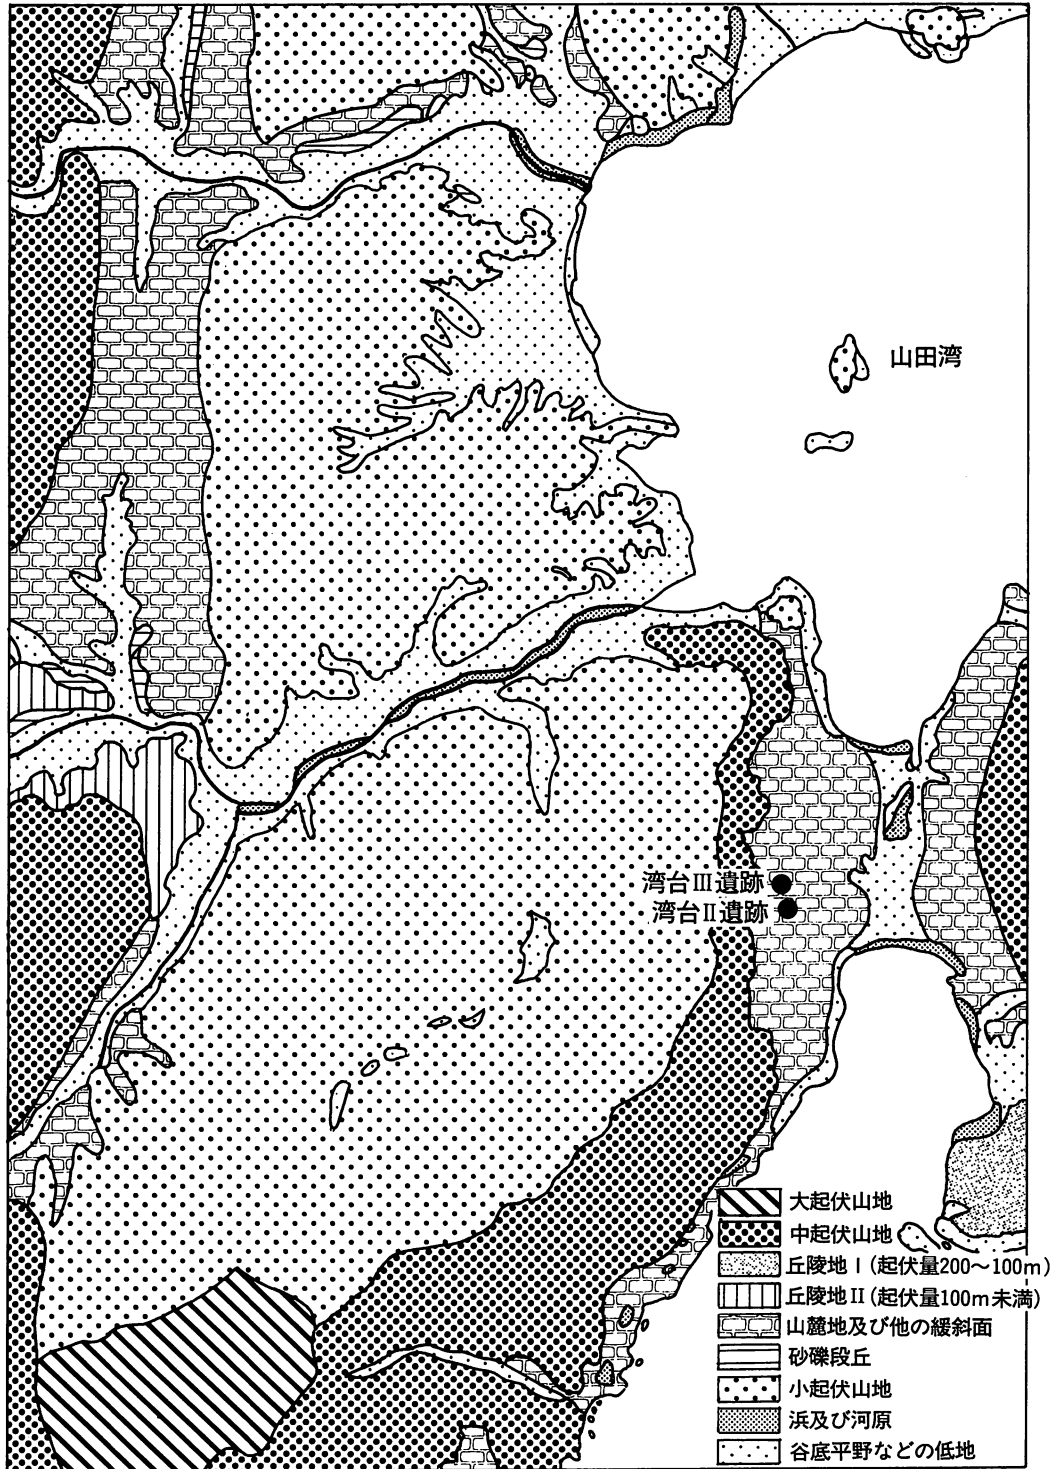 山田湾
湾台III遺跡
湾台II遺跡
大起伏山地
中起伏山地
丘陵地I(起伏量200~100m)
丘陵地II(起伏量100m未満)
山麓地及び他の緩斜面
砂礫段丘
小起伏山地
浜及び河原
谷底平野などの低地